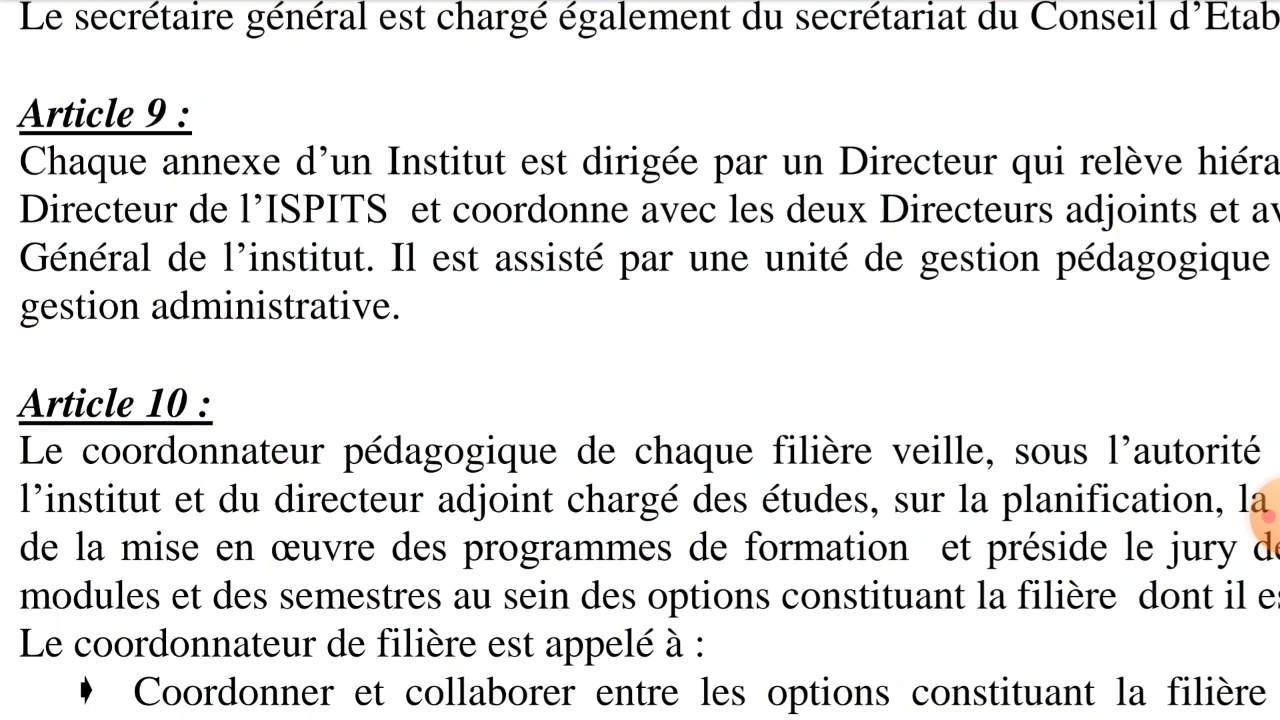 Le secrétaire général est chargé également du secrétariat du Conseil d’Etab
Article 9 :
Chaque annexe d’un Institut est dirigée par un Directeur qui relève hiéra
Directeur de l’ISPITS et coordonne avec les deux Directeurs adjoints et av
Général de l’institut. Il est assisté par une unité de gestion pédagogique
gestion administrative.
Article 10 :
Le coordonnateur pédagogique de chaque filière veille, sous l’autorité
l’institut et du directeur adjoint chargé des études, sur la planification, la
de la mise en œuvre des programmes de formation et préside le jury de
modules et des semestres au sein des options constituant la filière dont il es
Le coordonnateur de filière est appelé à :
Coordonner et collaborer entre les options constituant la filière